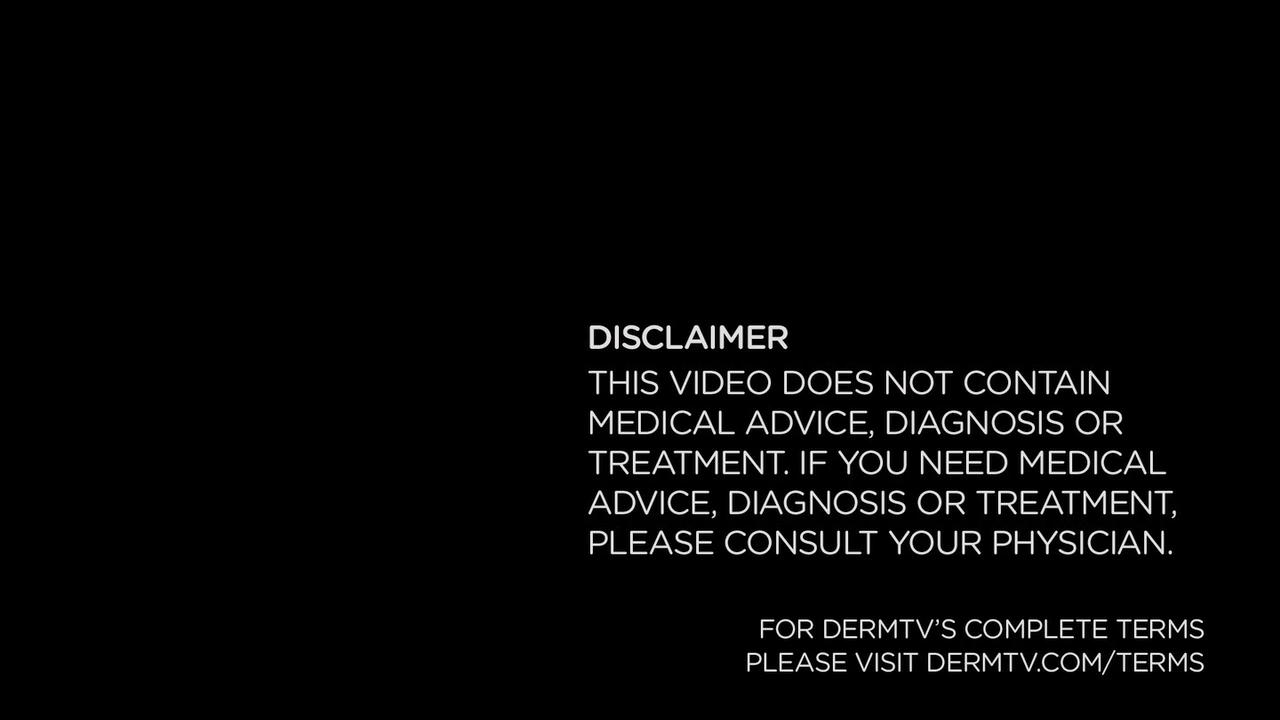 DISCLAIMER
THIS VIDEO DOES NOT CONTAIN
MEDICAL ADVICE, DIAGNOSIS OR
TREATMENT. IF YOU NEED MEDICAL
ADVICE, DIAGNOSIS OR TREATMENT,
PLEASE CONSULT YOUR PHYSICIAN.
FOR DERMTV’S COMPLETE TERMS
PLEASE VISIT DERMTV.COM/TERMS